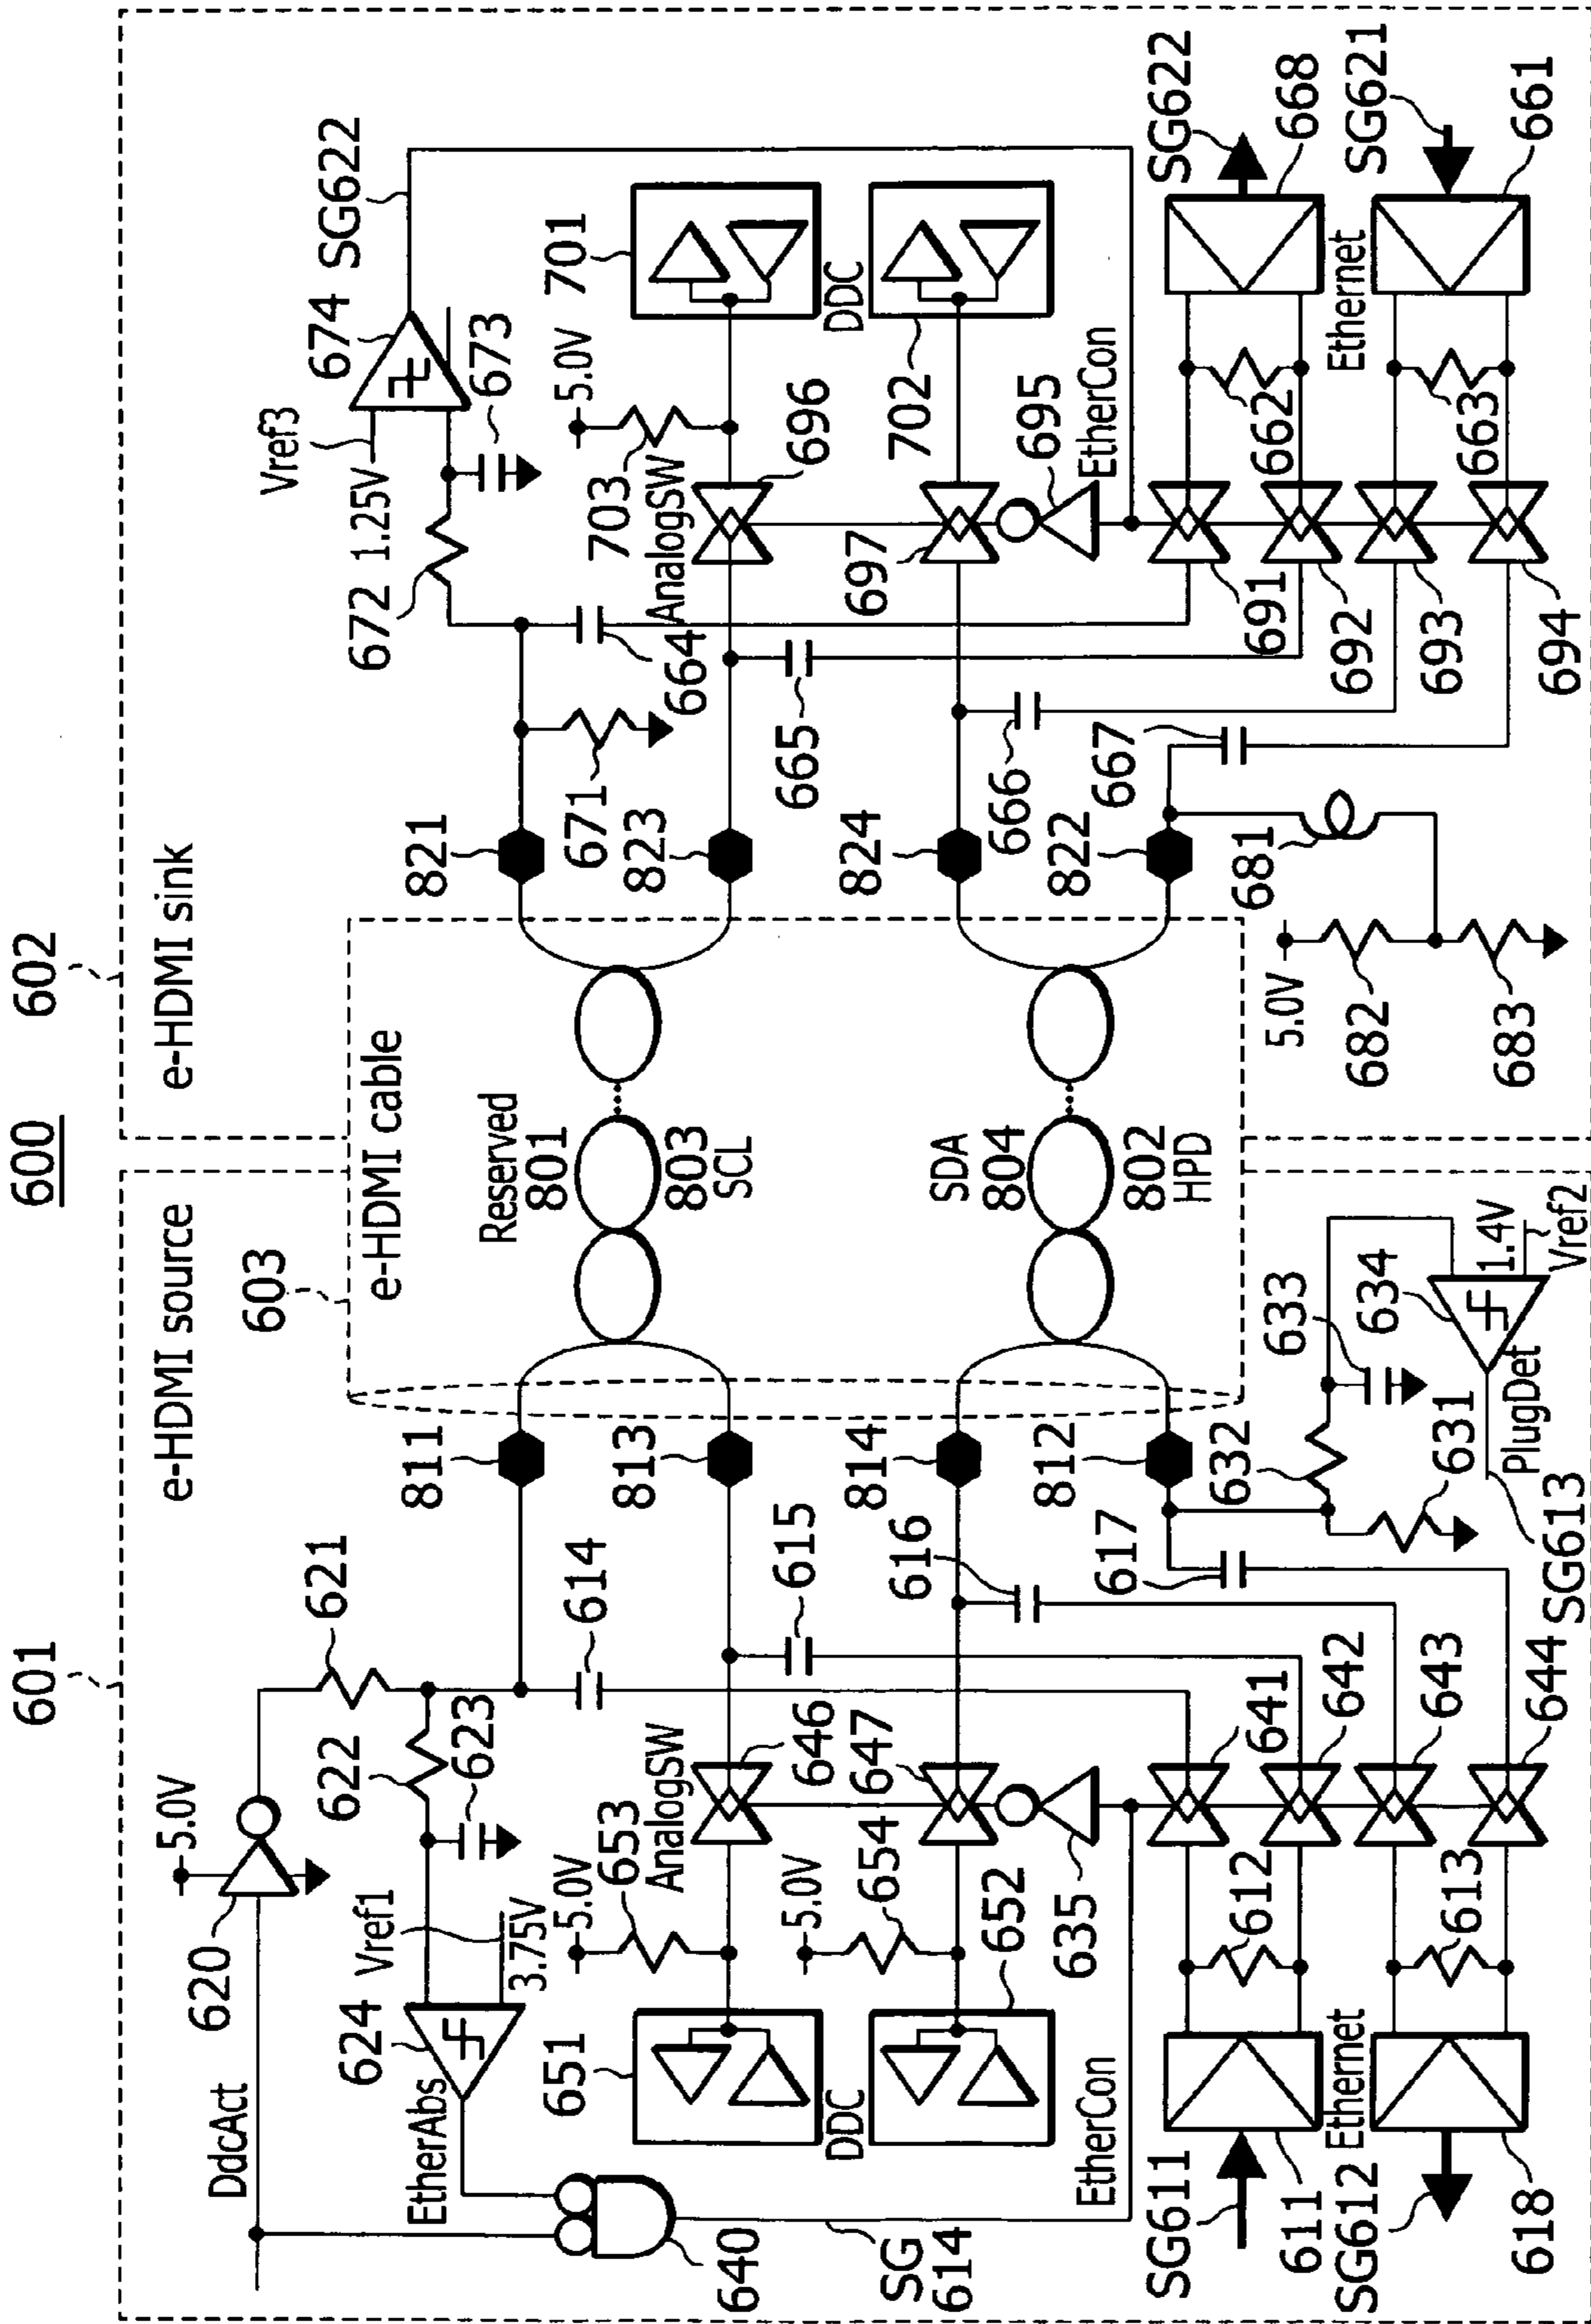 600
601
602
e-HDMI source
e-HDMI sink
603
e-HDMI cable
DdcAct
620
5.0V
621
622
623
Vref1
3.75V
624
EtherAbs
640
SG
614
811
614
813
615
814
616
812
617
651
5.0V
653
AnalogSW
646
DDC
5.0V
654
647
652
635
EtherCon
SG611
611
612
641
642
Ethernet
SG612
618
613
643
644
632
631
633
634
1.4V
Vref2
PlugDet
SG613
Reserved
801
803
SCL
SDA
804
802
HPD
821
671
823
824
822
Vref3
1.25V
672
673
674
SG622
664
665
666
667
703
5.0V
AnalogSW
696
701
DDC
697
702
695
EtherCon
691
692
693
694
662
663
Ethernet
SG622
668
SG621
661
681
5.0V
682
683